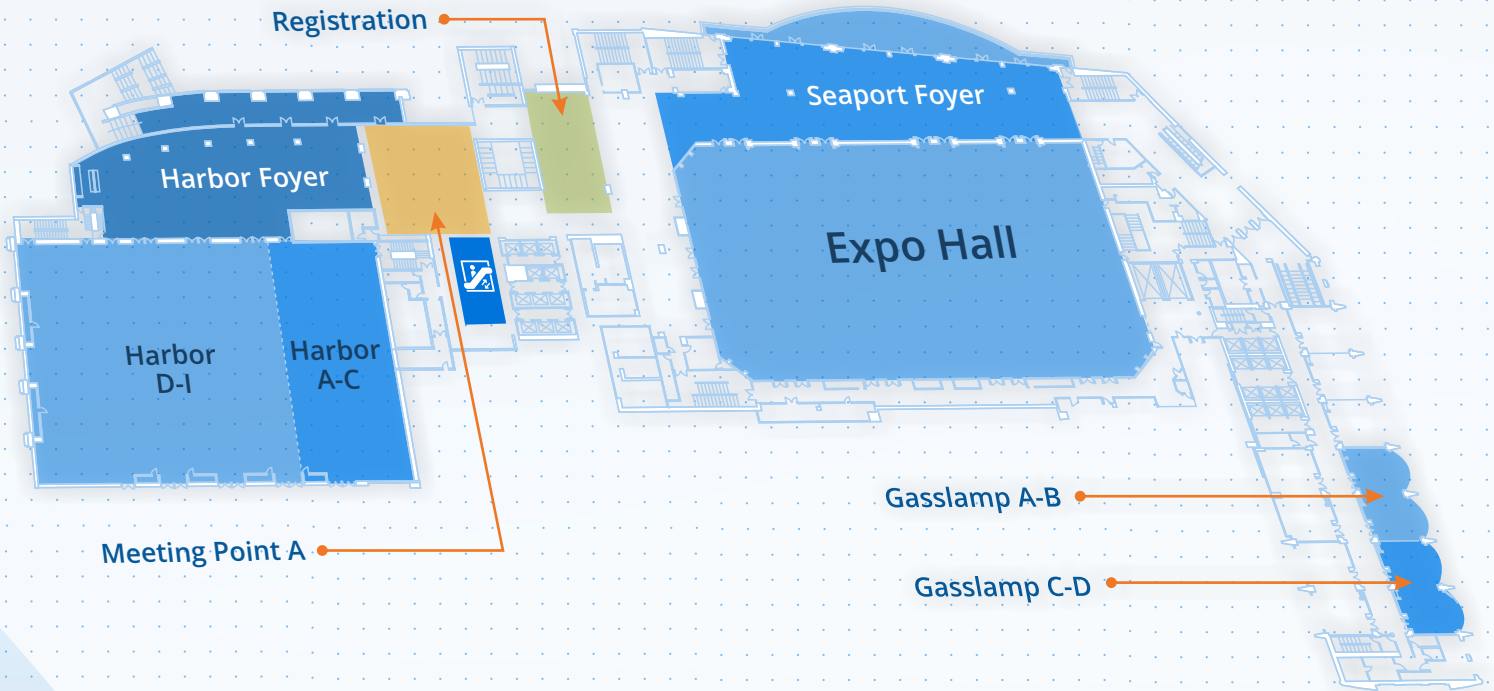 Registration
Seaport Foyer
Harbor Foyer
Expo Hall
Harbor
D-I
Harbor
A-C
Gasslamp A-B
Meeting Point A
Gasslamp C-D